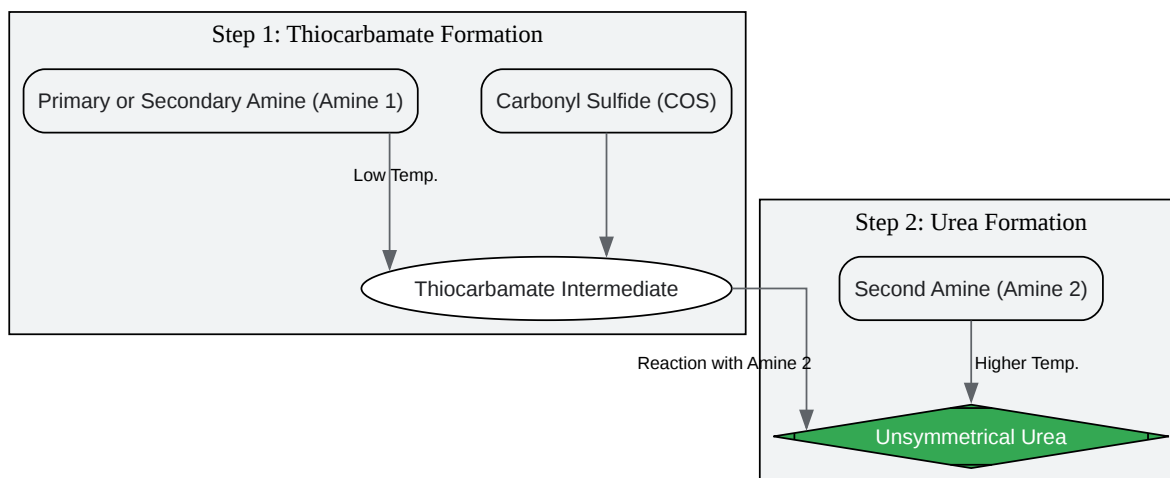 Step 1: Thiocarbamate Formation
Primary or Secondary Amine (Amine 1)
Carbonyl Sulfide (COS)
Low Temp.
Thiocarbamate Intermediate
Step 2: Urea Formation
Second Amine (Amine 2)
Reaction with Amine 2
Higher Temp.
Unsymmetrical Urea